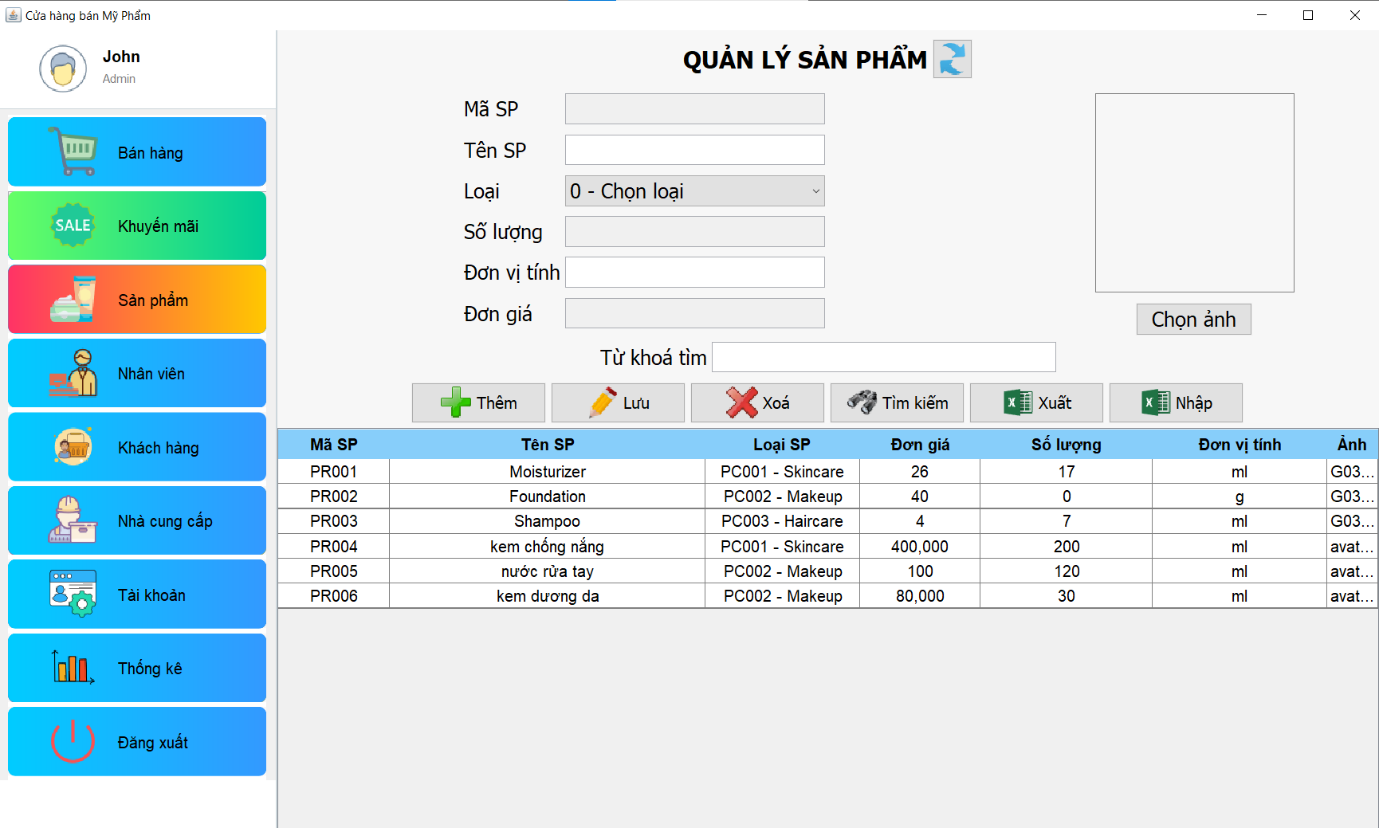 Cửa hàng bán Mỹ Phẩm
John
Admin
Bán hàng
SALE Khuyến mãi
Sản phẩm
Nhân viên
Khách hàng
Nhà cung cấp
Tài khoản
Thống kê
Đăng xuất
QUẢN LÝ SẢN PHẨM
Mã SP
Tên SP
Loại 0 - Chọn loại
Số lượng
Đơn vị tính
Đơn giá
Chọn ảnh
Từ khoá tìm
Thêm Lưu Xoá Tìm kiếm Xuất Nhập
Mã SP Tên SP Loại SP Đơn giá Số lượng Đơn vị tính Ảnh
PR001 Moisturizer PC001 - Skincare 26 17 ml G03...
PR002 Foundation PC002 - Makeup 40 0 g G03...
PR003 Shampoo PC003 - Haircare 4 7 ml G03...
PR004 kem chống nắng PC001 - Skincare 400,000 200 ml avat...
PR005 nước rửa tay PC002 - Makeup 100 120 ml avat...
PR006 kem dương da PC002 - Makeup 80,000 30 ml avat...